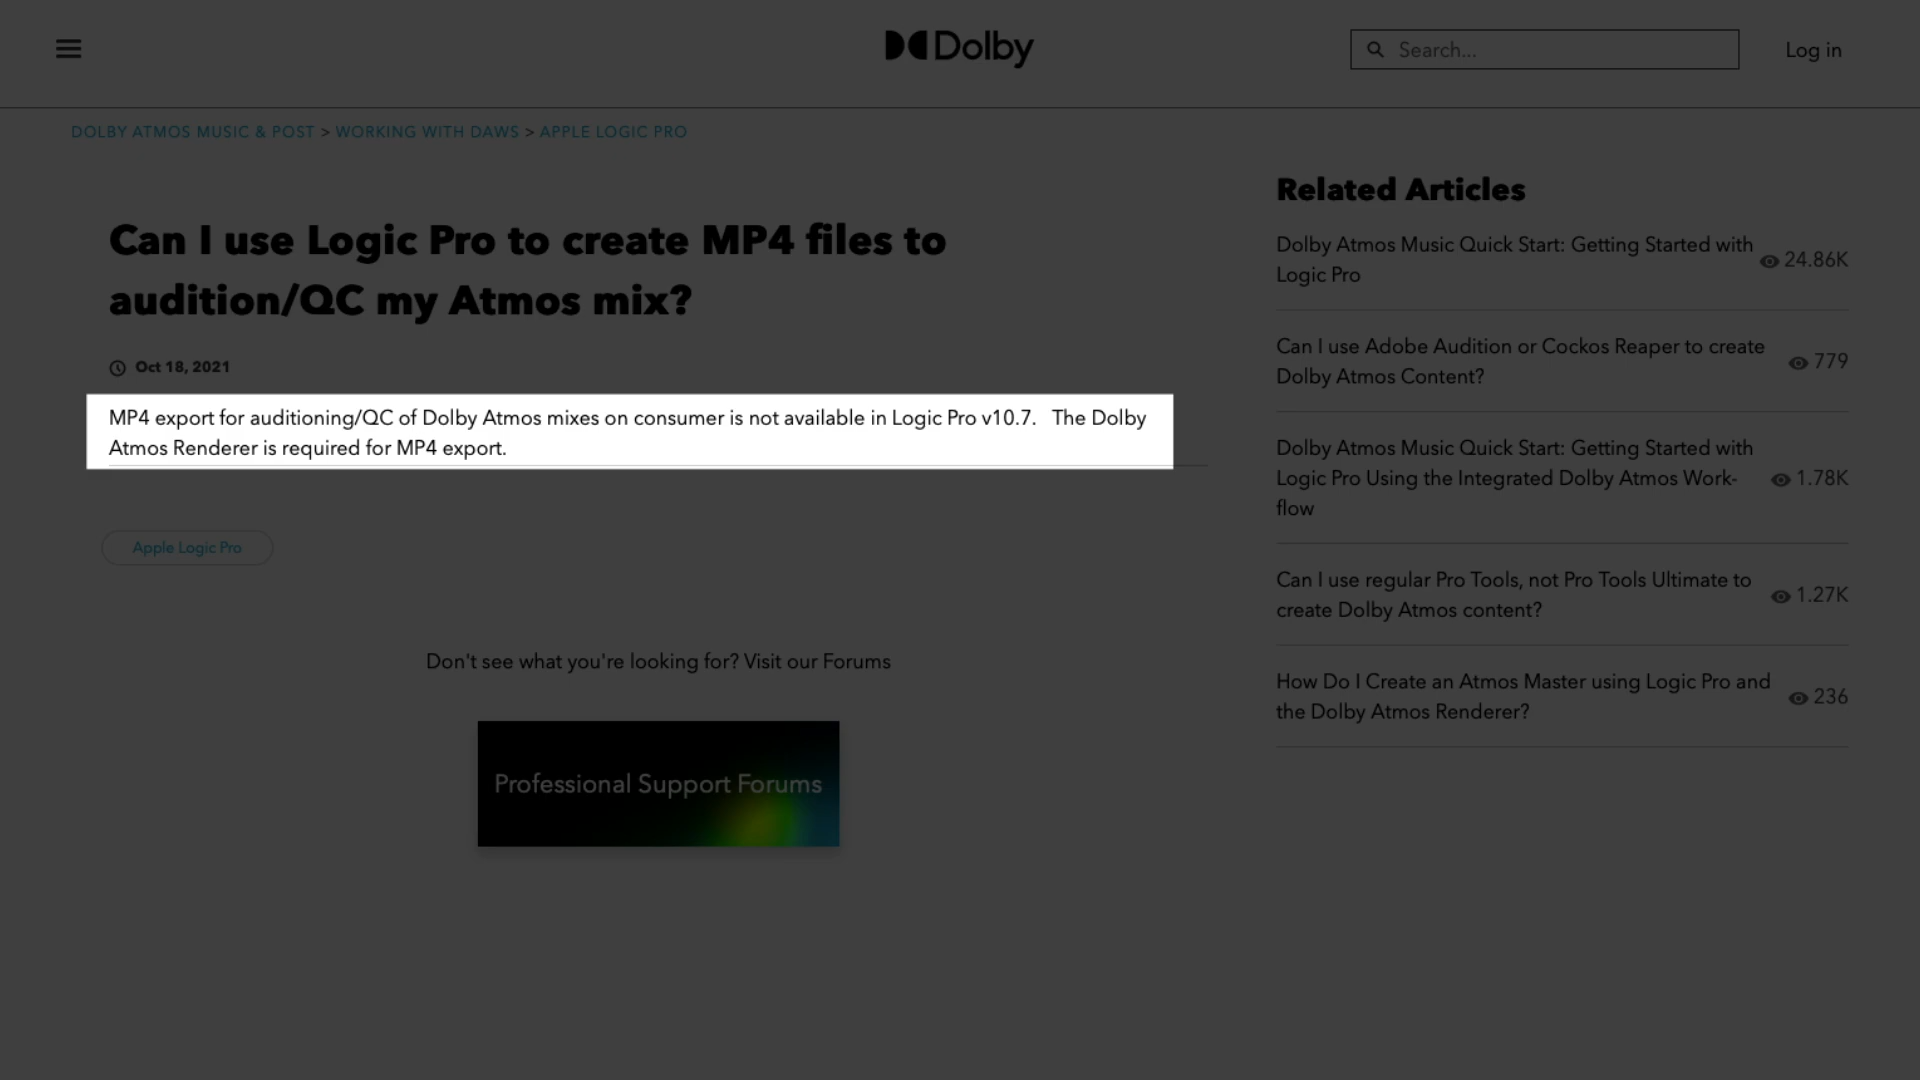 Dolby
Search...
Log in
DOLBY ATMOS MUSIC & POST > WORKING WITH DAWS > APPLE LOGIC PRO
Can I use Logic Pro to create MP4 files to
audition/QC my Atmos mix?
Oct 18, 2021
MP4 export for auditioning/QC of Dolby Atmos mixes on consumer is not available in Logic Pro v10.7. The Dolby
Atmos Renderer is required for MP4 export.
Apple Logic Pro
Don't see what you're looking for? Visit our Forums
Professional Support Forums
Related Articles
Dolby Atmos Music Quick Start: Getting Started with
Logic Pro
24.86K
Can I use Adobe Audition or Cockos Reaper to create
Dolby Atmos Content?
779
Dolby Atmos Music Quick Start: Getting Started with
Logic Pro Using the Integrated Dolby Atmos Work-
flow
1.78K
Can I use regular Pro Tools, not Pro Tools Ultimate to
create Dolby Atmos content?
1.27K
How Do I Create an Atmos Master using Logic Pro and
the Dolby Atmos Renderer?
236